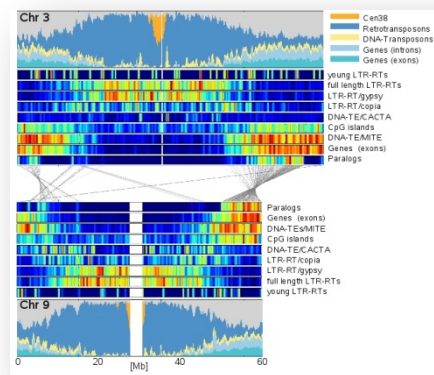 Chr 3
Cen38
Retrotransposons
DNA-Transposons
Genes (introns)
Genes (exons)
young LTR-RTs
full length LTR-RTs
LTR-RT/gypsy
LTR-RT/copia
DNA-TE/CACTA
CpG islands
DNA-TE/MITE
Genes (exons)
Paralogs
Paralogs
Genes (exons)
DNA-TEs/MITE
CpG islands
DNA-TE/CACTA
LTR-RT/copia
LTR-RT/gypsy
full length LTR-RTs
young LTR-RTs
Chr 9
0 20 [Mb] 40 60